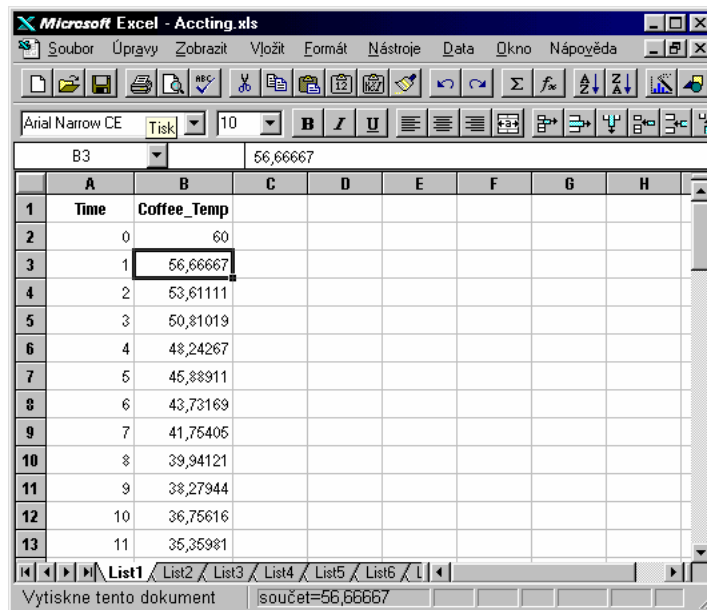 Microsoft Excel - Accting.xls
Soubor Úpravy Zobrazit Vložit Formát Nástroje Data Okno Nápověda
Arial Narrow CE Tisk 10 B I U
B3 56,66667
A B C D E F G H
1 Time Coffee_Temp
2 0 60
3 1 56,66667
4 2 53,61111
5 3 50,81019
6 4 48,24267
7 5 45,88911
8 6 43,73169
9 7 41,75405
10 8 39,94121
11 9 38,27944
12 10 36,75616
13 11 35,35981
List1 List2 List3 List4 List5 List6 L
Vytiskne tento dokument součet=56,66667